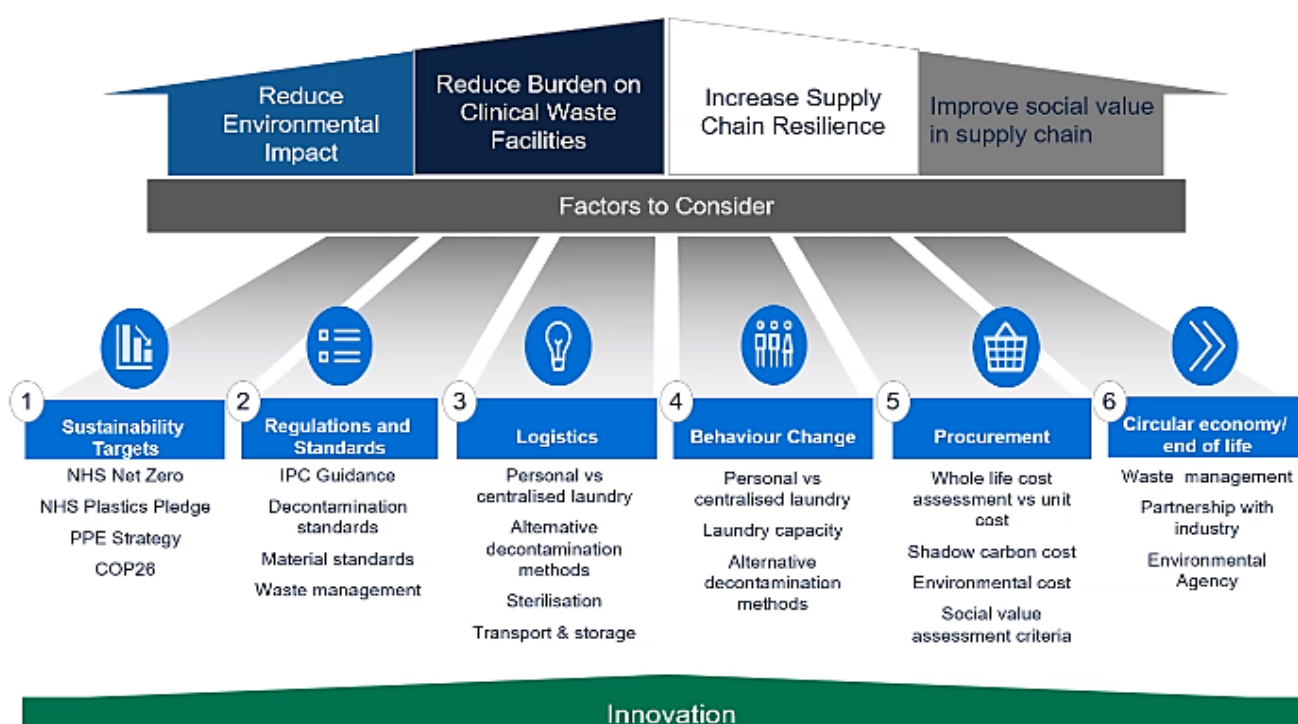 Reduce
Environmental
Impact
Reduce Burden on
Clinical Waste
Facilities
Increase Supply
Chain Resilience
Improve social value
in supply chain
Factors to Consider
1
Sustainability
Targets
NHS Net Zero
NHS Plastics Pledge
PPE Strategy
COP26
2
Regulations and
Standards
IPC Guidance
Decontamination
standards
Material standards
Waste management
3
Logistics
Personal vs
centralised laundry
Alternative
decontamination
methods
Sterilisation
Transport & storage
4
Behaviour Change
Personal vs
centralised laundry
Laundry capacity
Alternative
decontamination
methods
5
Procurement
Whole life cost
assessment vs unit
cost
Shadow carbon cost
Environmental cost
Social value
assessment criteria
6
Circular economy/
end of life
Waste management
Partnership with
industry
Environmental
Agency
Innovation